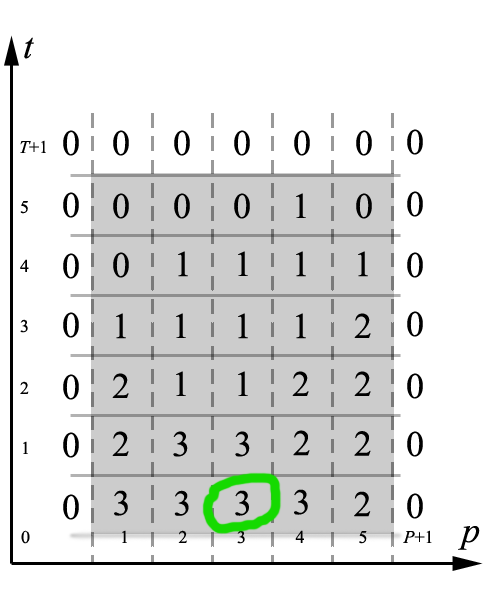 t
T+1 0 0 0 0 0 0 0
5 0 0 0 0 1 0 0
4 0 0 1 1 1 1 0
3 0 1 1 1 1 2 0
2 0 2 1 1 2 2 0
1 0 2 3 3 2 2 0
0 3 3 3 3 2 0
0 1 2 3 4 5 P+1 p